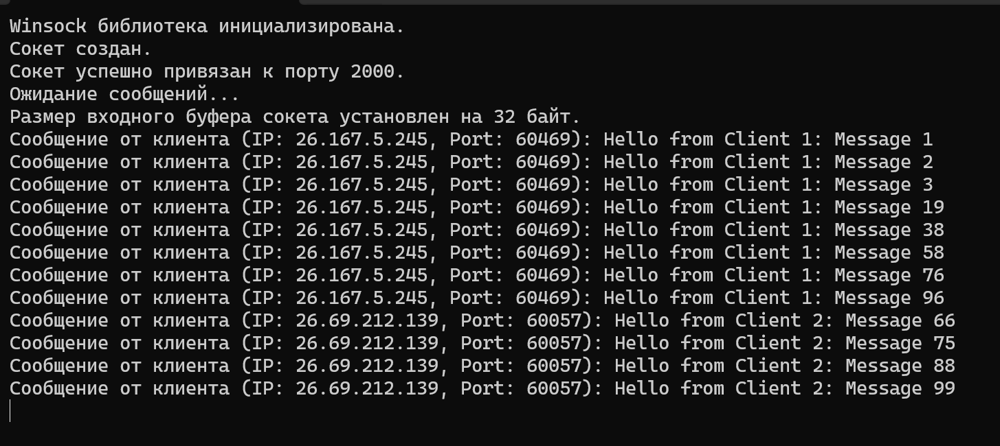 Winsock библиотека инициализирована.
Сокет создан.
Сокет успешно привязан к порту 2000.
Ожидание сообщений...
Размер входного буфера сокета установлен на 32 байт.
Сообщение от клиента (IP: 26.167.5.245, Port: 60469): Hello from Client 1: Message 1
Сообщение от клиента (IP: 26.167.5.245, Port: 60469): Hello from Client 1: Message 2
Сообщение от клиента (IP: 26.167.5.245, Port: 60469): Hello from Client 1: Message 3
Сообщение от клиента (IP: 26.167.5.245, Port: 60469): Hello from Client 1: Message 19
Сообщение от клиента (IP: 26.167.5.245, Port: 60469): Hello from Client 1: Message 38
Сообщение от клиента (IP: 26.167.5.245, Port: 60469): Hello from Client 1: Message 58
Сообщение от клиента (IP: 26.167.5.245, Port: 60469): Hello from Client 1: Message 76
Сообщение от клиента (IP: 26.167.5.245, Port: 60469): Hello from Client 1: Message 96
Сообщение от клиента (IP: 26.69.212.139, Port: 60057): Hello from Client 2: Message 66
Сообщение от клиента (IP: 26.69.212.139, Port: 60057): Hello from Client 2: Message 75
Сообщение от клиента (IP: 26.69.212.139, Port: 60057): Hello from Client 2: Message 88
Сообщение от клиента (IP: 26.69.212.139, Port: 60057): Hello from Client 2: Message 99